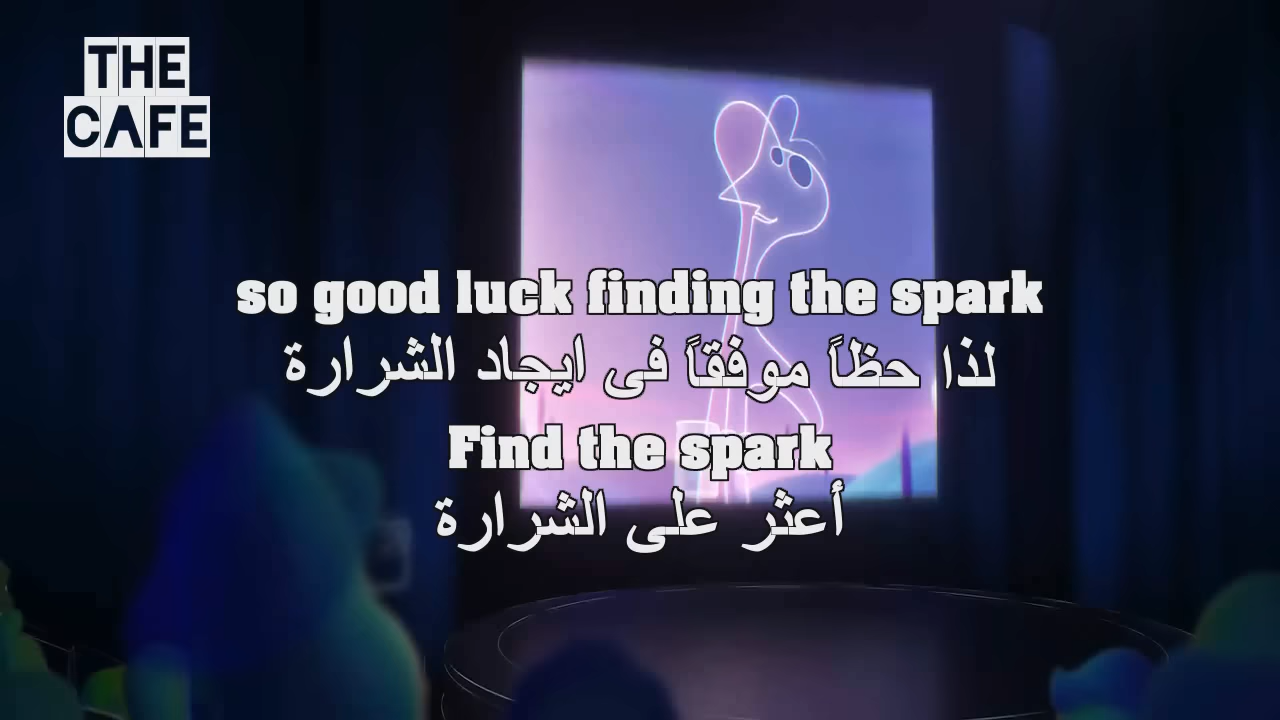 THE
CAFE
so good luck finding the spark
لذا حظاً موفقاً فى ايجاد الشرارة
Find the spark
أعثر على الشرارة